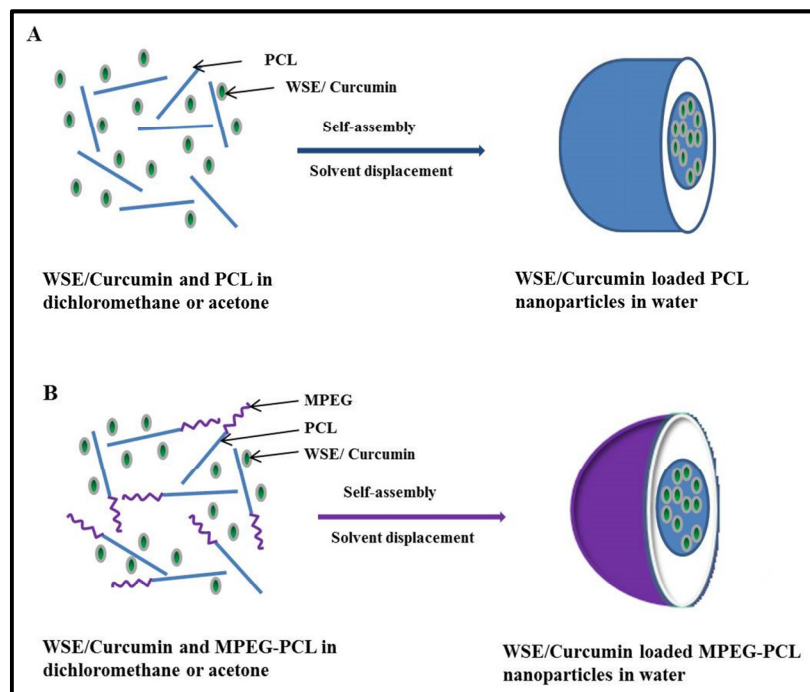 A
PCL
WSE/ Curcumin
Self-assembly
Solvent displacement
WSE/Curcumin and PCL in
dichloromethane or acetone
WSE/Curcumin loaded PCL
nanoparticles in water
B
MPEG
PCL
WSE/ Curcumin
Self-assembly
Solvent displacement
WSE/Curcumin and MPEG-PCL in
dichloromethane or acetone
WSE/Curcumin loaded MPEG-PCL
nanoparticles in water